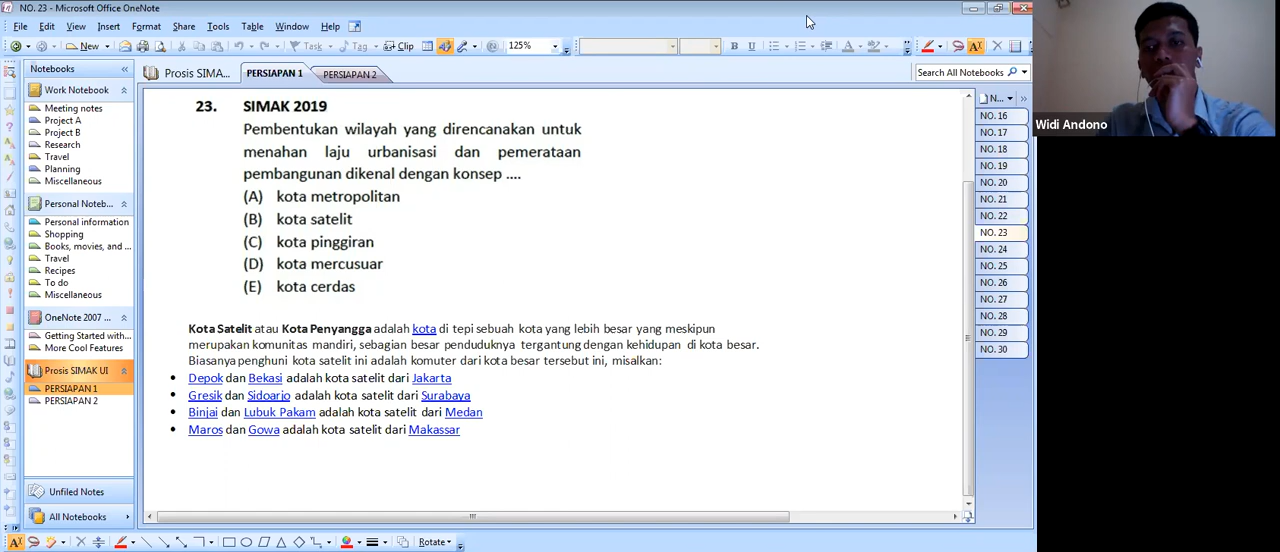 NO. 23 - Microsoft Office OneNote
File Edit View Insert Format Share Tools Table Window Help
New Task Tag Clip 125% B U A
Notebooks
Prosis SIMA... PERSIAPAN 1 PERSIAPAN 2
Search All Notebooks
Work Notebook
Meeting notes
Project A
Project B
Research
Travel
Planning
Miscellaneous
Personal Noteb...
Personal information
Shopping
Books, movies, and ...
Travel
Recipes
To do
Miscellaneous
OneNote 2007 ...
Getting Started with...
More Cool Features
Prosis SIMAK UI
PERSIAPAN 1
PERSIAPAN 2
Unfiled Notes
All Notebooks
23. SIMAK 2019
Pembentukan wilayah yang direncanakan untuk
menahan laju urbanisasi dan pemerataan
pembangunan dikenal dengan konsep ....
(A) kota metropolitan
(B) kota satelit
(C) kota pinggiran
(D) kota mercusuar
(E) kota cerdas
Kota Satelit atau Kota Penyangga adalah kota di tepi sebuah kota yang lebih besar yang meskipun
merupakan komunitas mandiri, sebagian besar penduduknya tergantung dengan kehidupan di kota besar.
Biasanya penghuni kota satelit ini adalah komuter dari kota besar tersebut ini, misalkan:
• Depok dan Bekasi adalah kota satelit dari Jakarta
• Gresik dan Sidoarjo adalah kota satelit dari Surabaya
• Binjai dan Lubuk Pakam adalah kota satelit dari Medan
• Maros dan Gowa adalah kota satelit dari Makassar
N...
NO. 16
NO. 17
NO. 18
NO. 19
NO. 20
NO. 21
NO. 22
NO. 23
NO. 24
NO. 25
NO. 26
NO. 27
NO. 28
NO. 29
NO. 30
Rotate
Widi Andono